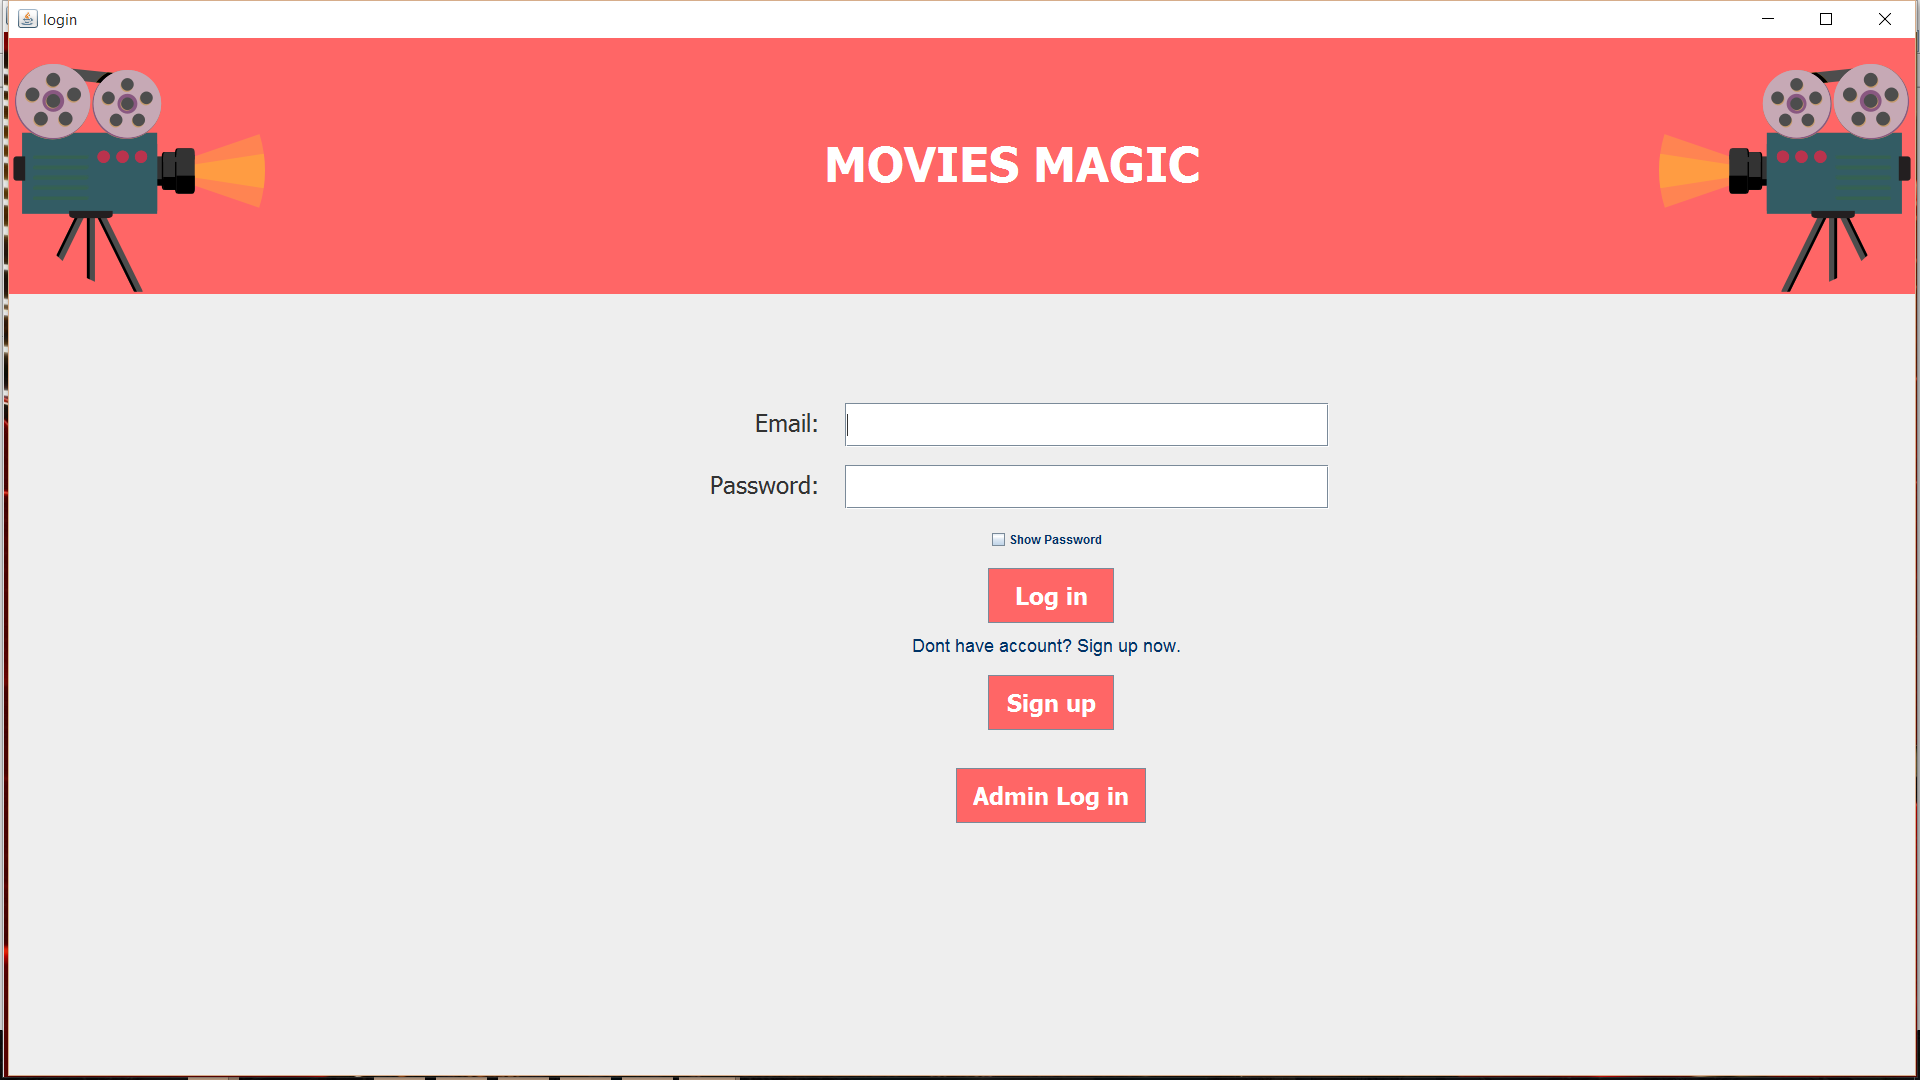 login
MOVIES MAGIC
Email:
Password:
Show Password
Log in
Dont have account? Sign up now.
Sign up
Admin Log in